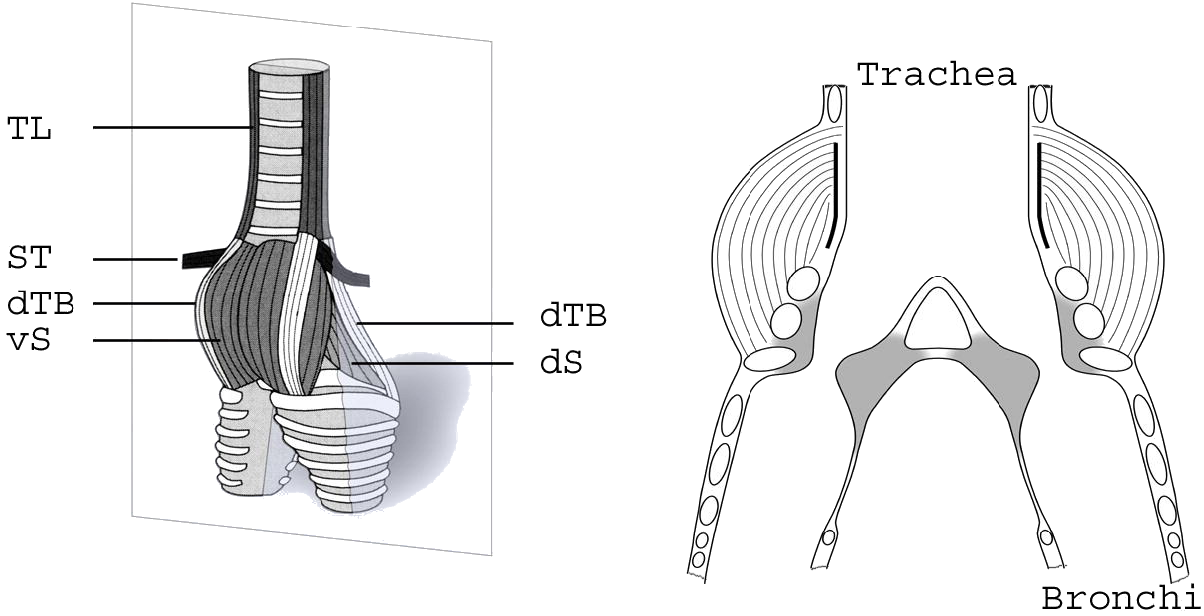 TL
ST
dTB
vS
dTB
dS
Trachea
Bronchi